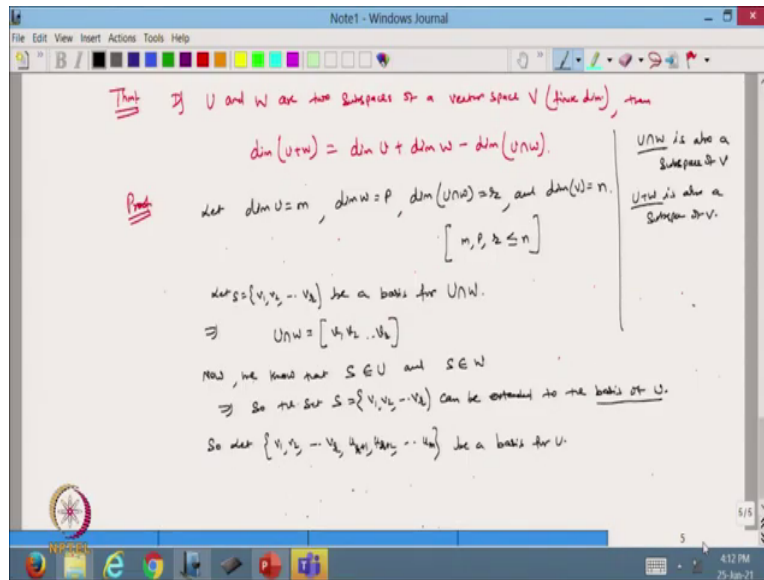 Note1 - Windows Journal
File Edit View Insert Actions Tools Help
Thm: If U and W are two subspaces of a vector space V (finite dim), then
dim (U+W) = dim U + dim W - dim (U∩W).
U∩W is also a
subspace of V
U+W is also a
subspace of V.
Proof Let dim U = m, dim W = p, dim (U∩W) = r, and dim(V) = n.
[m, p, r ≤ n]
Let S = {v1, v2, -- vr} be a basis for U∩W.
⇒ U∩W = [v1, v2 .. vr]
Now, we know that S ∈ U and S ∈ W
⇒ So the set S = {v1, v2, -- vr} can be extended to the basis of U.
So let {v1, v2, -- vr, ur+1, ur+2, -- um} be a basis for U.
5/5
5
NPTEL
4:12 PM
25-Jun-21